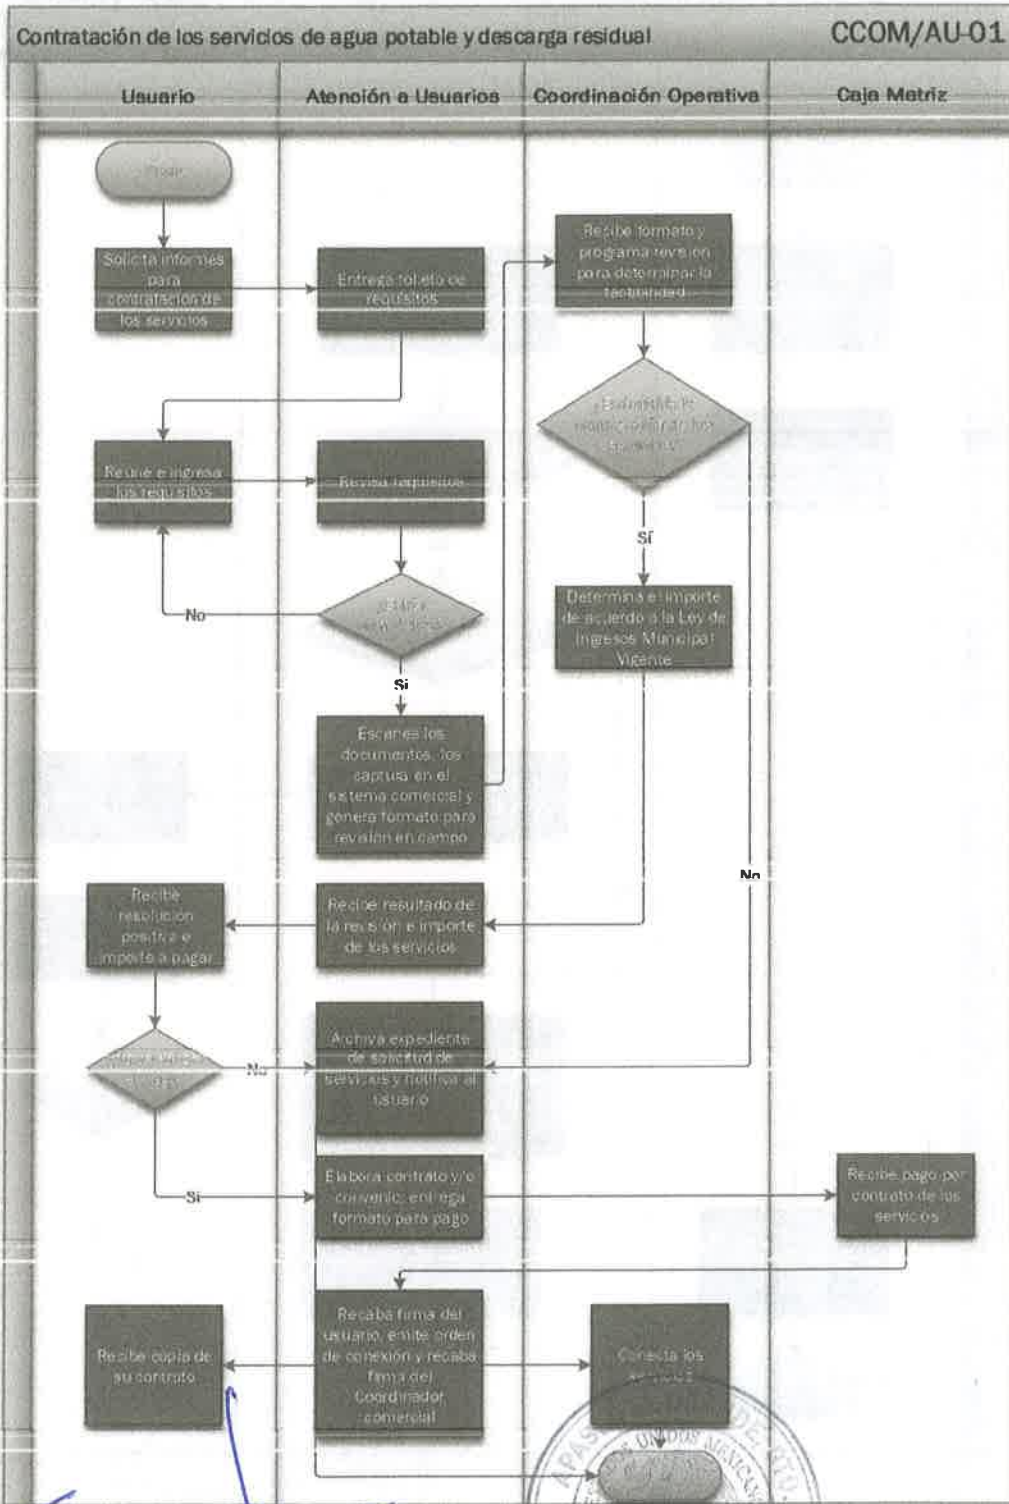 Contratación de los servicios de agua potable y descarga residual
CCOM/AU-01
Usuario
Atención a Usuarios
Coordinación Operativa
Caja Matriz
Solicita informes
para
contratación de
los servicios
Entrega folleto de
requisitos
Recibe formato y
programa revisión
para determinar la
factibilidad
Reúne e ingresa
los requisitos
Revisa requisitos
No
Sí
Sí
Determina el importe
de acuerdo a la Ley de
Ingresos Municipal
Vigente
Escanea los
documentos, los
captura en el
sistema comercial y
genera formato para
revisión en campo
No
Recibe
resolución
positiva e
importe a pagar
Recibe resultado de
la revisión e importe
de los servicios
Archiva expediente
de solicitud de
servicios y notifica al
usuario
No
Sí
Elabora contrato y/o
convenio; entrega
formato para pago
Recibe pago por
contrato de los
servicios
Recibe copia de
su contrato
Recaba firma del
usuario, emite orden
de conexión y recaba
firma del
Coordinador
comercial
Conecta los
servicios